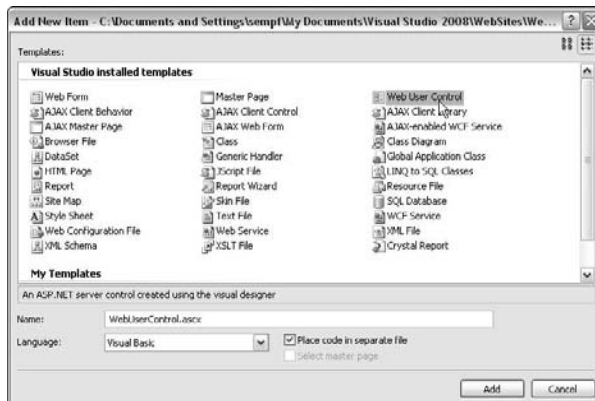 Add New Item - C:\Documents and Settings\sempf\My Documents\Visual Studio 2008\WebSites\We...
Templates:
Visual Studio installed templates
Web Form
Master Page
Web User Control
AJAX Client Behavior
AJAX Client Control
AJAX Client Library
AJAX Master Page
AJAX Web Form
AJAX-enabled WCF Service
Browser File
Class
Class Diagram
DataSet
Generic Handler
Global Application Class
HTML Page
JScript File
LINQ to SQL Classes
Report
Report Wizard
Resource File
Site Map
Skin File
SQL Database
Style Sheet
Text File
WCF Service
Web Configuration File
Web Service
XML File
XML Schema
XSLT File
Crystal Report
My Templates
An ASP.NET server control created using the visual designer
Name: WebUserControl.ascx
Language: Visual Basic
Place code in separate file
Select master page
Add
Cancel